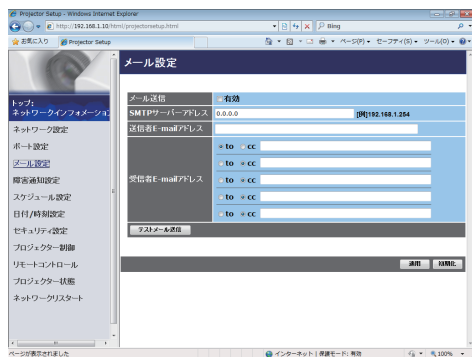 Projector Setup - Windows Internet Explorer
http://192.168.1.10/html/projectorsetup.html
Bing
お気に入り
Projector Setup
ページ(P)
セーフティ(S)
ツール(O)
メール設定
トップ:
ネットワークインフォメーション
ネットワーク設定
ポート設定
メール設定
障害通知設定
スケジュール設定
日付/時刻設定
セキュリティ設定
プロジェクター制御
リモートコントロール
プロジェクター状態
ネットワークリスタート
メール送信 有効
SMTPサーバーアドレス 0.0.0.0 [例]192.168.1.254
送信者E-mailアドレス
受信者E-mailアドレス
to cc
to cc
to cc
to cc
to cc
テストメール送信
適用 初期化
ページが表示されました
インターネット | 保護モード: 有効
100%